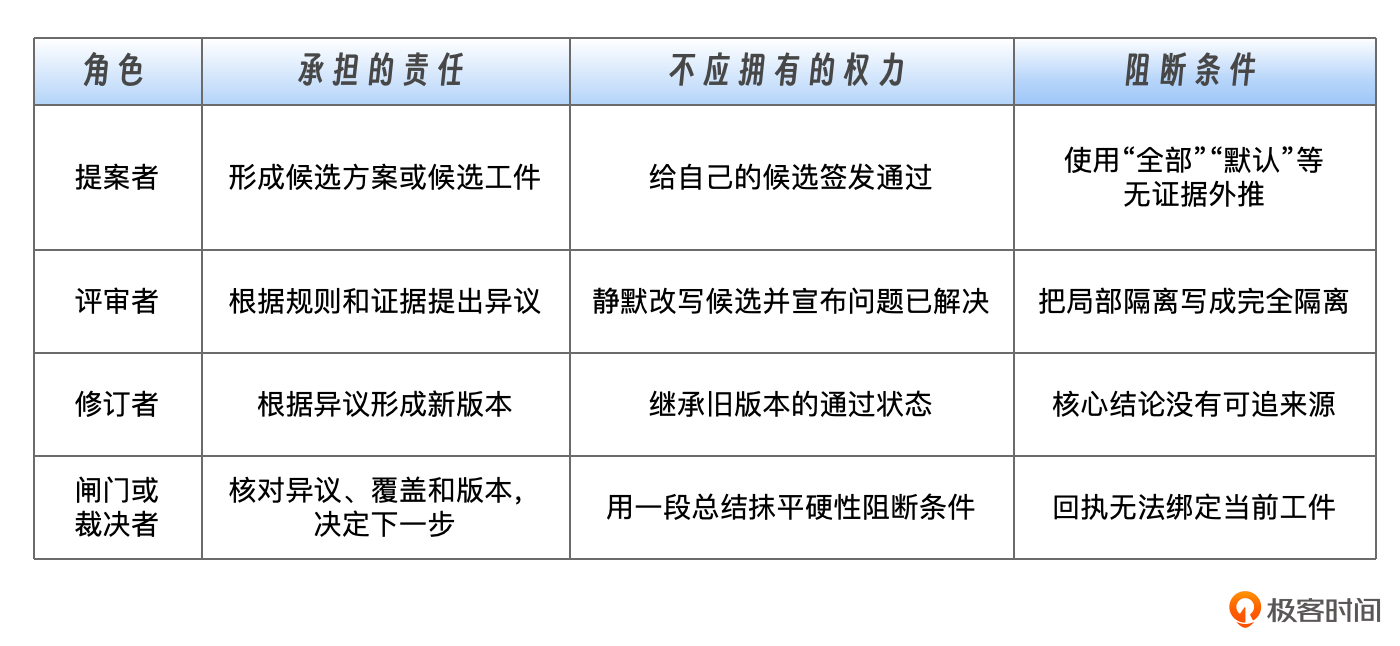 角色
承担的责任
不应拥有的权力
阻断条件
提案者
形成候选方案或候选工件
给自己的候选签发通过
使用“全部”“默认”等
无证据外推
评审者
根据规则和证据提出异议
静默改写候选并宣布问题已解决
把局部隔离写成完全隔离
修订者
根据异议形成新版本
继承旧版本的通过状态
核心结论没有可追来源
闸门或
裁决者
核对异议、覆盖和版本，
决定下一步
用一段总结抹平硬性阻断条件
回执无法绑定当前工件
极客时间